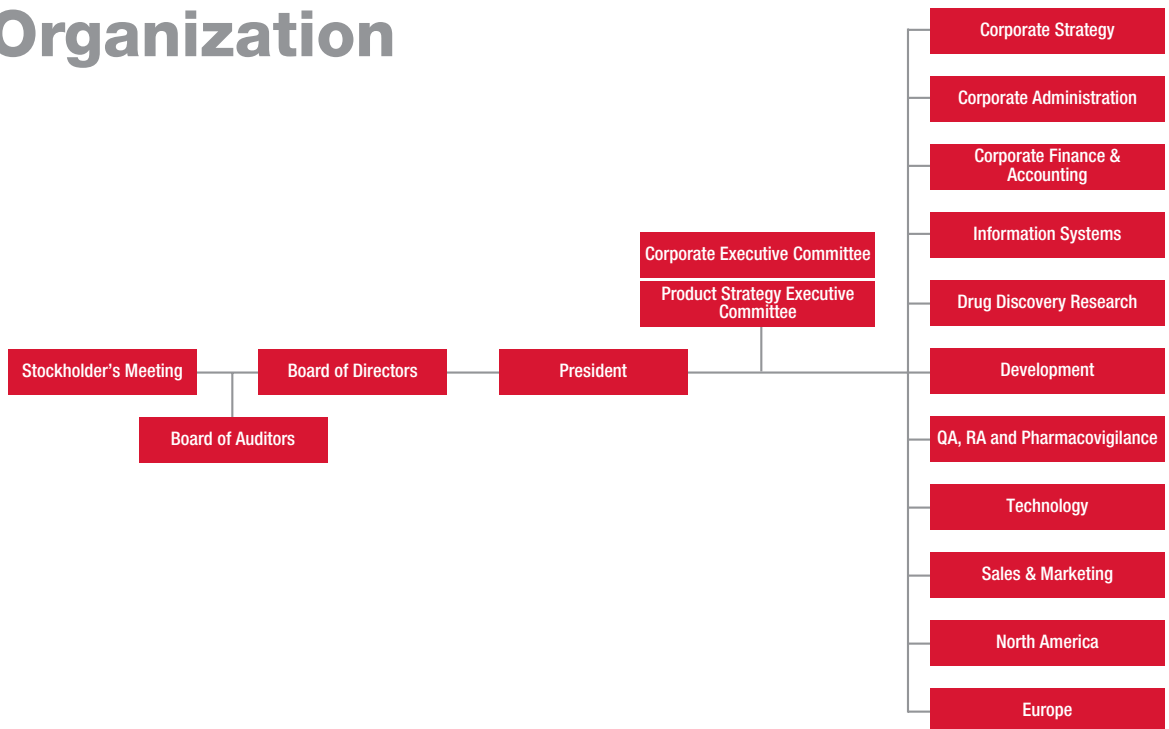 Organization
Corporate Strategy
Corporate Administration
Corporate Finance &
Accounting
Information Systems
Corporate Executive Committee
Product Strategy Executive
Committee
Drug Discovery Research
Stockholder's Meeting
Board of Directors
President
Development
Board of Auditors
QA, RA and Pharmacovigilance
Technology
Sales & Marketing
North America
Europe